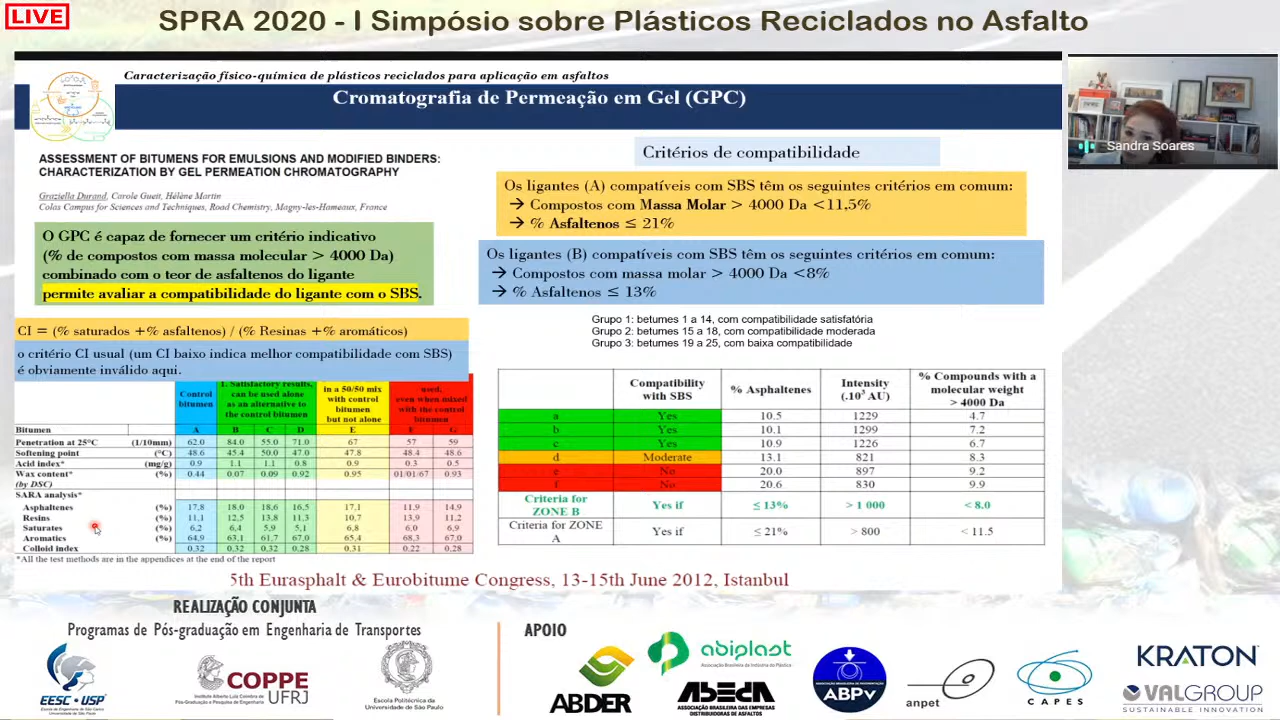 LIVE
SPRA 2020 - I Simpósio sobre Plásticos Reciclados no Asfalto
Caracterização físico-química de plásticos reciclados para aplicação em asfaltos
Cromatografia de Permeação em Gel (GPC)
Sandra Soares
ASSESSMENT OF BITUMENS FOR EMULSIONS AND MODIFIED BINDERS:
CHARACTERIZATION BY GEL PERMEATION CHROMATOGRAPHY
Graziella Durand, Carole Guett, Hélène Martin
Colas Campus for Sciences and Techniques, Road Chemistry, Magny-les-Hameaux, France
O GPC é capaz de fornecer um critério indicativo
(% de compostos com massa molecular > 4000 Da)
combinado com o teor de asfaltenos do ligante
permite avaliar a compatibilidade do ligante com o SBS.
CI = (% saturados +% asfaltenos) / (% Resinas +% aromáticos)
o critério CI usual (um CI baixo indica melhor compatibilidade com SBS)
é obviamente inválido aqui.
Control bitumen
1. Satisfactory results, can be used alone as an alternative to the control bitumen
in a 50/50 mix with control bitumen but not alone
used, even when mixed with the control bitumen
Bitumen A B C D E F G
Penetration at 25°C (1/10mm) 62.0 84.0 55.0 71.0 67 57 59
Softening point (°C) 48.6 45.4 50.0 47.0 47.8 48.4 48.6
Acid index* (mg/g) 0.9 1.1 1.1 0.8 0.9 0.3 0.5
Wax content* (%) 0.44 0.07 0.09 0.92 0.95 01/01/67 0.93
(by DSC)
SARA analysis*
Asphaltenes (%) 17,8 18.0 18,6 16,5 17,1 11,9 14,9
Resins (%) 11,1 12,5 13,8 11,3 10,7 13,9 11,2
Saturates (%) 6,2 6,4 5,9 5,1 6,8 6,0 6,9
Aromatics (%) 64,9 63,1 61,7 67,0 65.4 68,3 67,0
Colloid index 0,32 0,32 0,32 0,28 0,31 0,22 0,28
*All the test methods are in the appendices at the end of the report
Critérios de compatibilidade
Os ligantes (A) compatíveis com SBS têm os seguintes critérios em comum:
→ Compostos com Massa Molar > 4000 Da <11,5%
→ % Asfaltenos ≤ 21%
Os ligantes (B) compatíveis com SBS têm os seguintes critérios em comum:
→ Compostos com massa molar > 4000 Da <8%
→ % Asfaltenos ≤ 13%
Grupo 1: betumes 1 a 14, com compatibilidade satisfatória
Grupo 2: betumes 15 a 18, com compatibilidade moderada
Grupo 3: betumes 19 a 25, com baixa compatibilidade
Compatibility with SBS % Asphaltenes Intensity (.10³ AU) % Compounds with a molecular weight > 4000 Da
a Yes 10.5 1229 4.7
b Yes 10.1 1299 7.2
c Yes 10.9 1226 6.7
d Moderate 13.1 821 8.3
e No 20.0 897 9.2
f No 20.6 830 9.9
Criteria for ZONE B Yes if ≤ 13% > 1 000 < 8.0
Criteria for ZONE A Yes if ≤ 21% > 800 < 11.5
5th Eurasphalt & Eurobitume Congress, 13-15th June 2012, Istanbul
REALIZAÇÃO CONJUNTA
Programas de Pós-graduação em Engenharia de Transportes
EESC · USP
Escola de Engenharia de São Carlos
Universidade de São Paulo
COPPE
UFRJ
Instituto Alberto Luiz Coimbra de
Pós-Graduação e Pesquisa de Engenharia
Escola Politécnica da
Universidade de São Paulo
APOIO
ABDER
abiplast
Associação Brasileira da Indústria do Plástico
ABEDA
ASSOCIAÇÃO BRASILEIRA DAS EMPRESAS
DISTRIBUIDORAS DE ASFALTOS
ABPv
anpet
CAPES
KRATON
VALGROUP
SUSTAINABLE INNOVATION